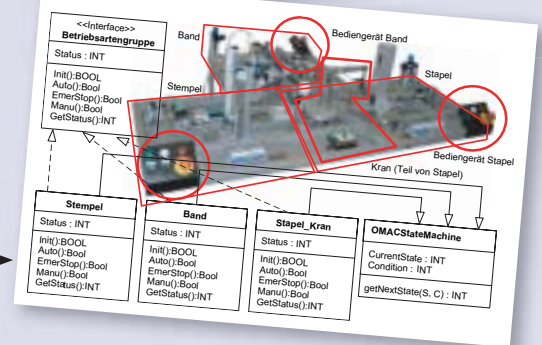 <<Interface>>
Betriebsartengruppe
Status : INT
Init():BOOL
Auto():Bool
EmerStop():Bool
Manu():Bool
GetStatus():INT
Band
Bediengerät Band
Stempel
Stapel
Bediengerät Stapel
Kran (Teil von Stapel)
Stempel
Status : INT
Init():BOOL
Auto():Bool
EmerStop():Bool
Manu():Bool
GetStatus():INT
Band
Status : INT
Init():BOOL
Auto():Bool
EmerStop():Bool
Manu():Bool
GetStatus():INT
Stapel_Kran
Status : INT
Init():BOOL
Auto():Bool
EmerStop():Bool
Manu():Bool
GetStatus():INT
OMACStateMachine
CurrentState : INT
Condition : INT
getNextState(S, C) : INT